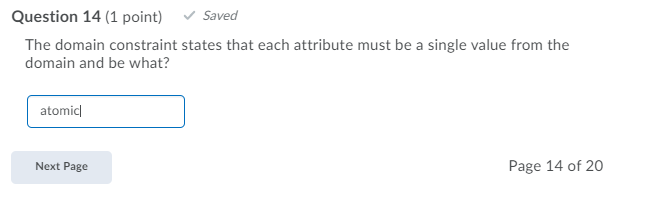 Question 14 (1 point) ✓ Saved
The domain constraint states that each attribute must be a single value from the
domain and be what?
atomic
Next Page
Page 14 of 20